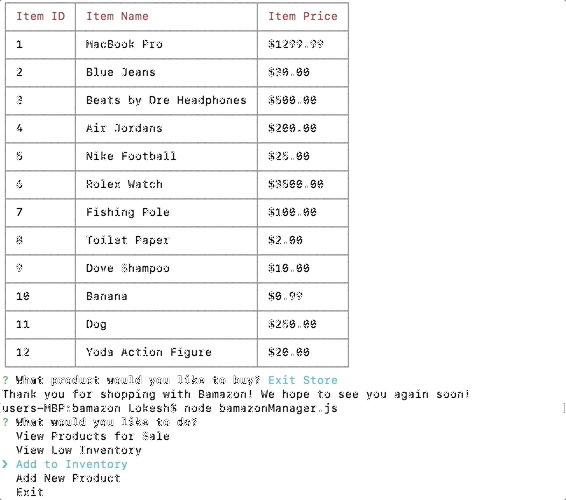 Item ID Item Name Item Price
1 MacBook Pro $1299.99
2 Blue Jeans
3 Beats by Dre Headphones $500.00
4 Air Jordans $200.00
5 Nike Football $25.00
6 Rolex Watch $3500.00
7 Fishing Pole $100.00
8 Toilet Paper $2.00
9 Dove Shampoo $10.00
10 Banana $0.99
11 Dog $250.00
12 Yoda Action Figure $20.00
? What product would you like to buy? Exit Store
Thank you for shopping with Bamazon! We hope to see you again soon!
[users-MBP:bamazon Lokesh$ node bamazonManager.js ]
? What would you like to do?
View Products for Sale
View Low Inventory
❯ Add to Inventory
Add New Product
Exit